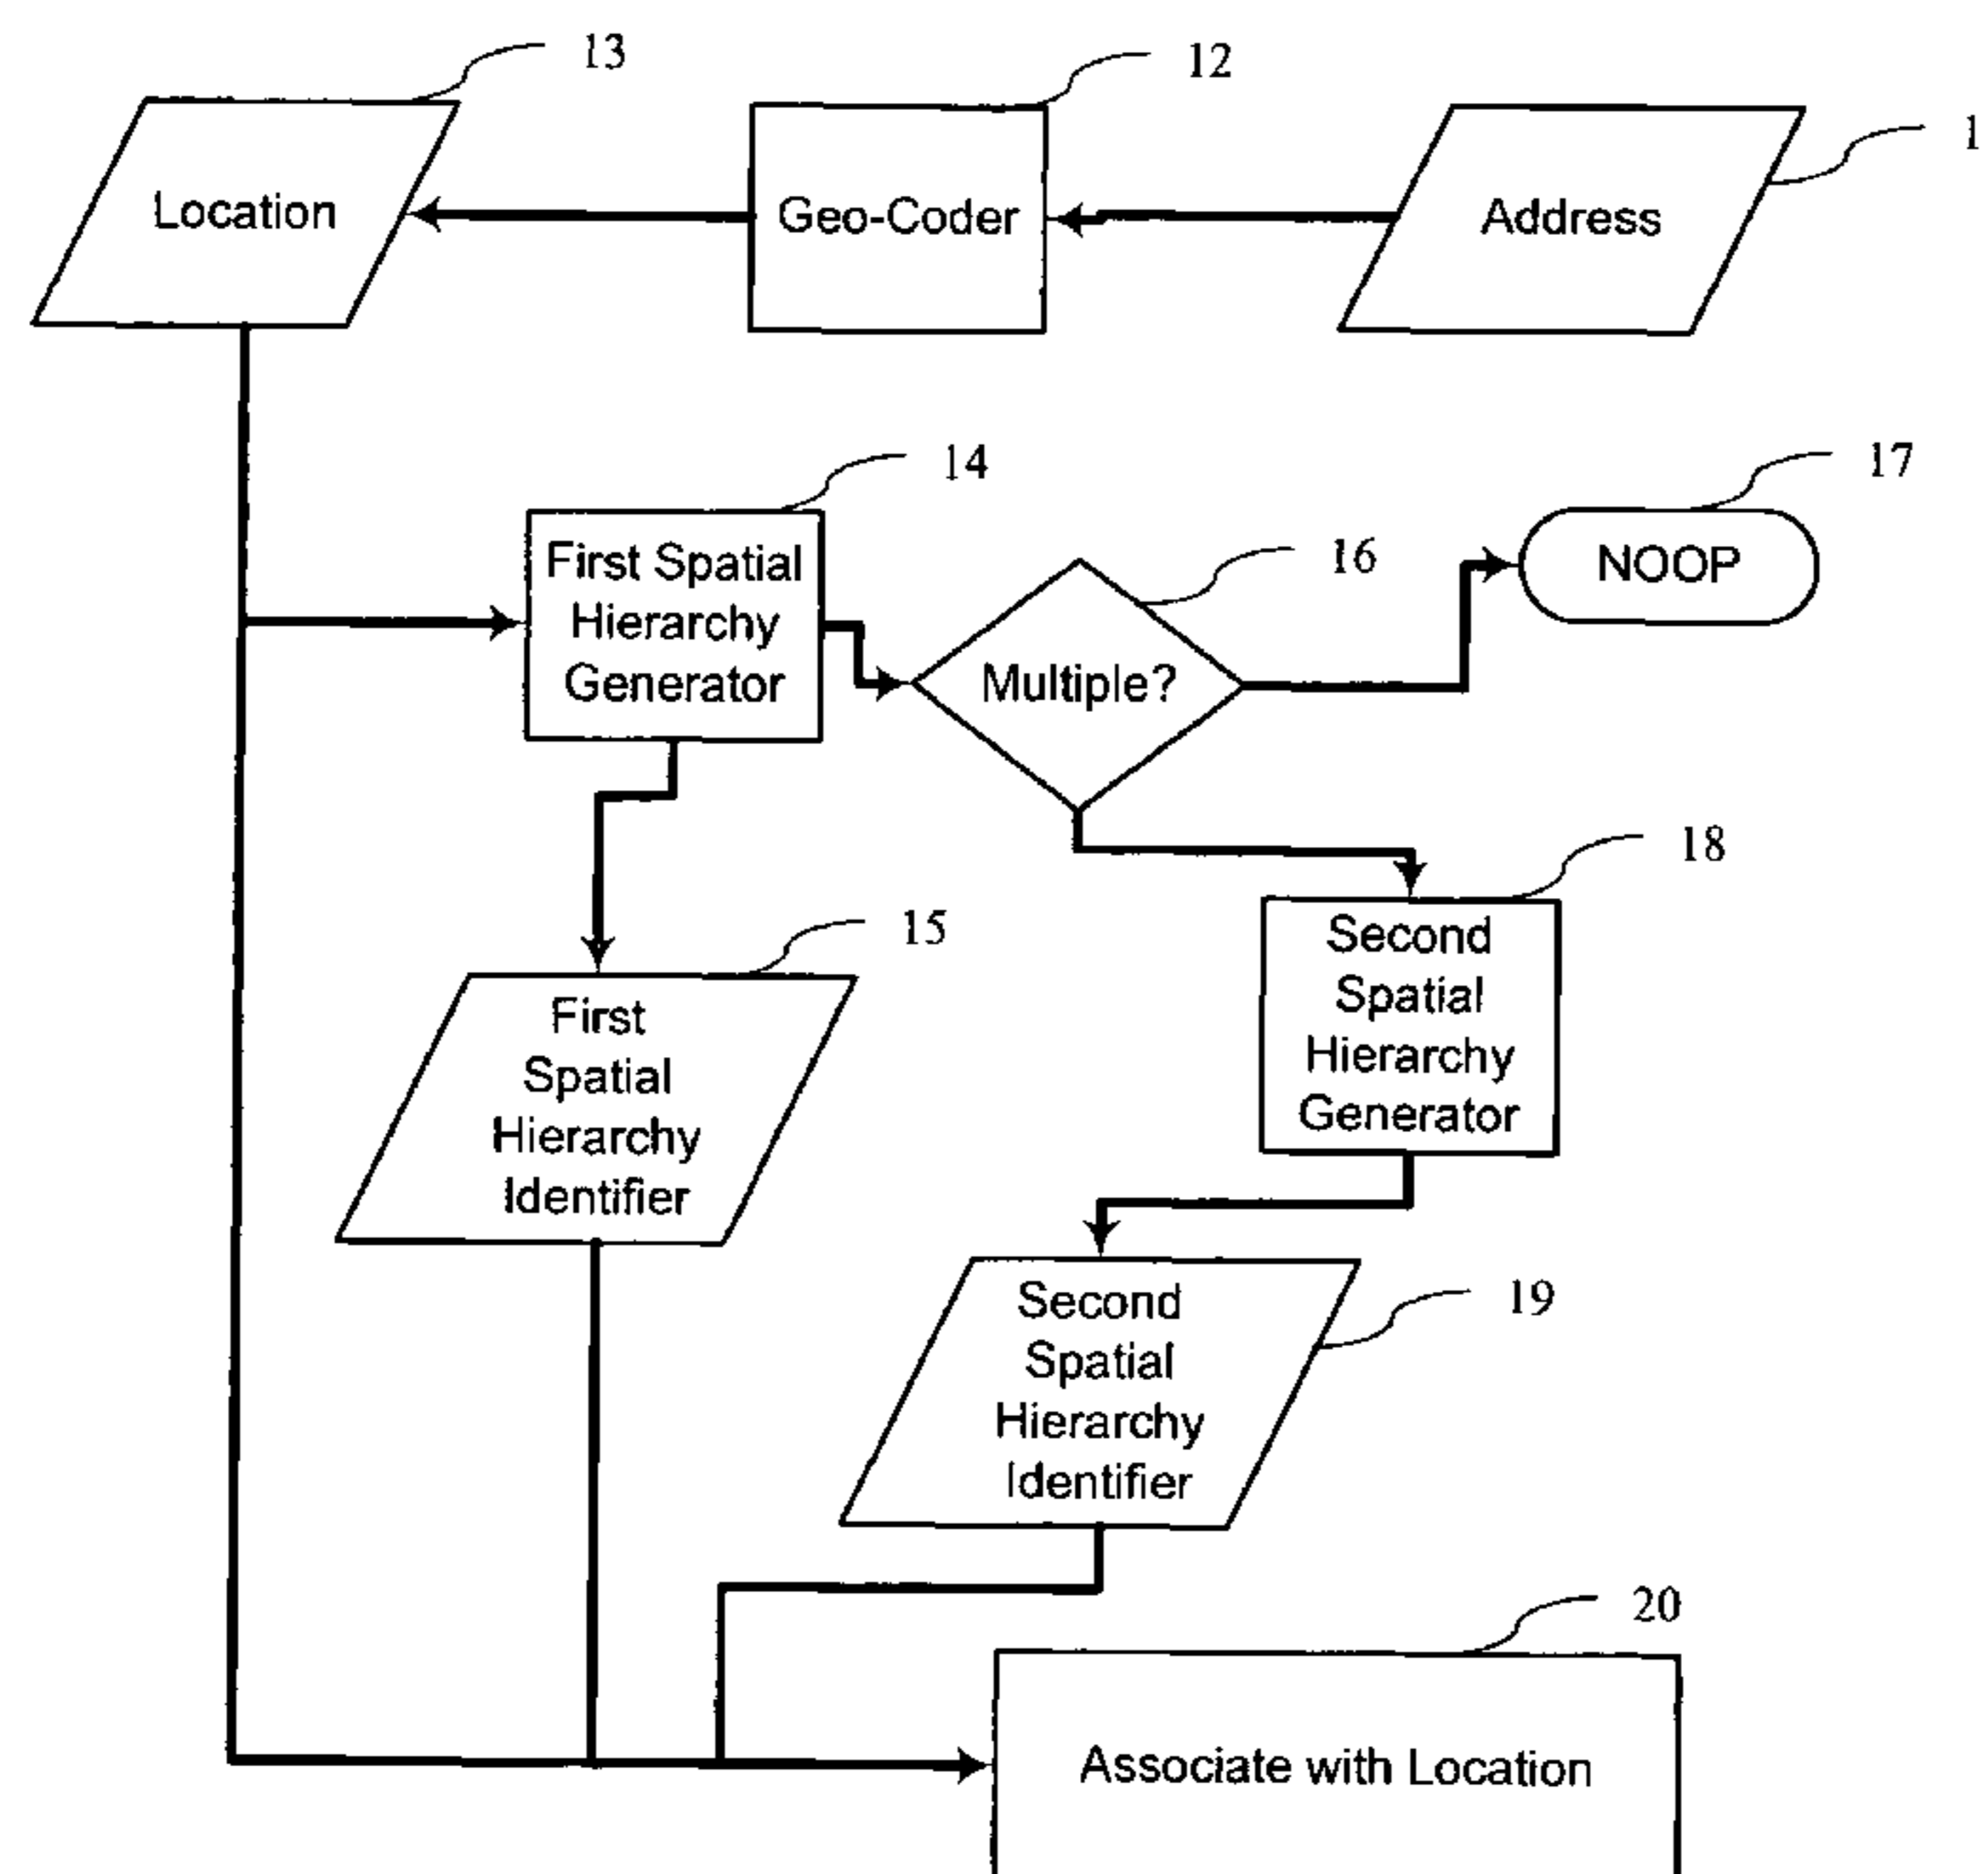 13
12
1
Location
Geo-Coder
Address
14
17
First Spatial
Hierarchy
Generator
16
Multiple?
NOOP
18
15
First
Spatial
Hierarchy
Identifier
Second
Spatial
Hierarchy
Generator
19
Second
Spatial
Hierarchy
Identifier
20
Associate with Location